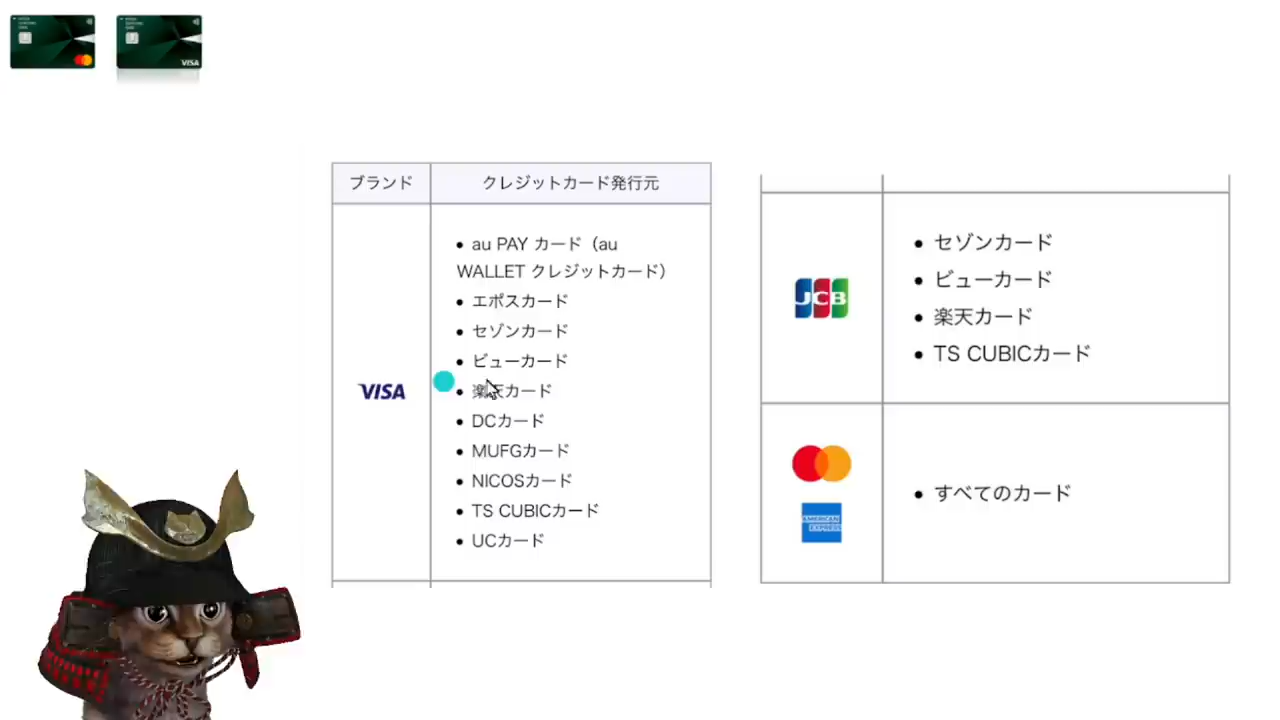 VISA
ブランド
クレジットカード発行元
VISA
• au PAY カード（au
WALLET クレジットカード）
• エポスカード
• セゾンカード
• ビューカード
• 楽天カード
• DCカード
• MUFGカード
• NICOSカード
• TS CUBICカード
• UCカード
JCB
• セゾンカード
• ビューカード
• 楽天カード
• TS CUBICカード
AMERICAN
EXPRESS
• すべてのカード